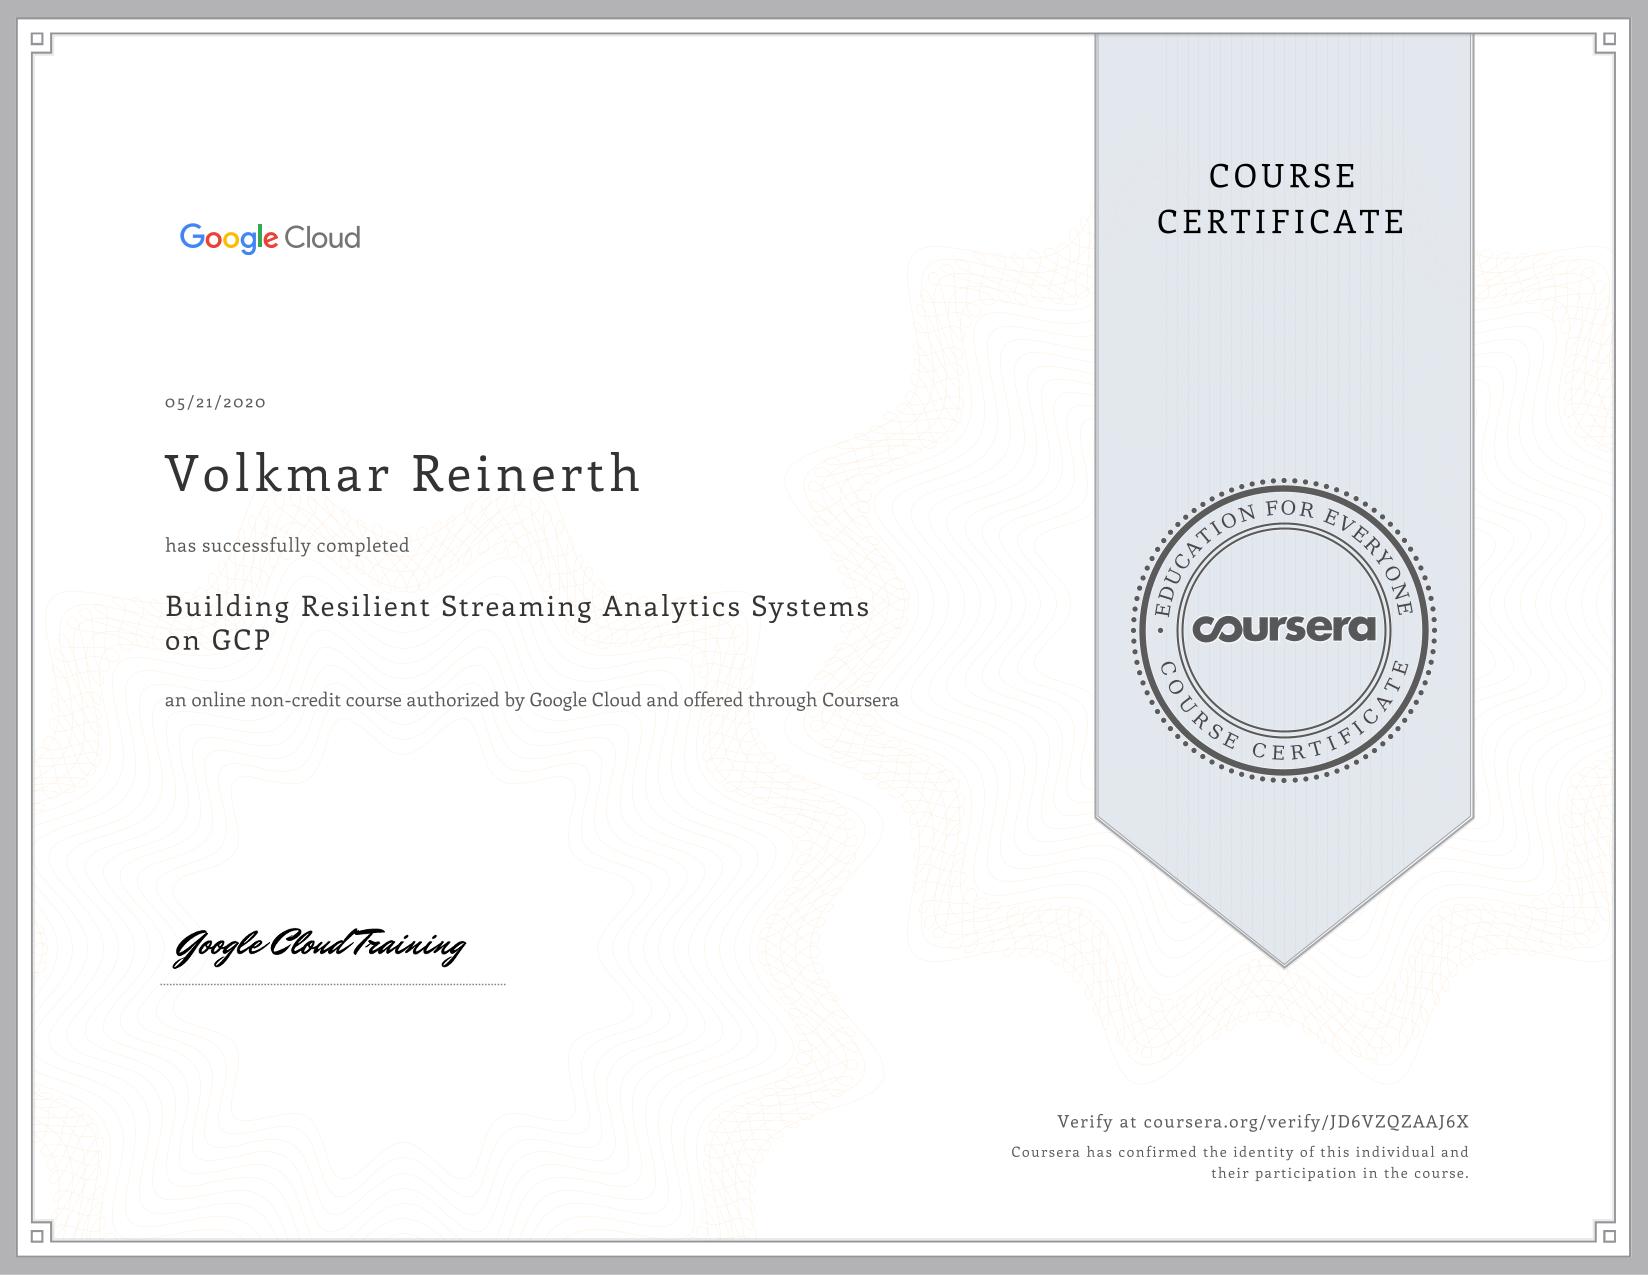 Google Cloud
05/21/2020
Volkmar Reinerth
has successfully completed
Building Resilient Streaming Analytics Systems
on GCP
an online non-credit course authorized by Google Cloud and offered through Coursera
Google Cloud Training
COURSE
CERTIFICATE
• EDUCATION FOR EVERYONE •
coursera
COURSE CERTIFICATE
Verify at coursera.org/verify/JD6VZQZAAJ6X
Coursera has confirmed the identity of this individual and
their participation in the course.